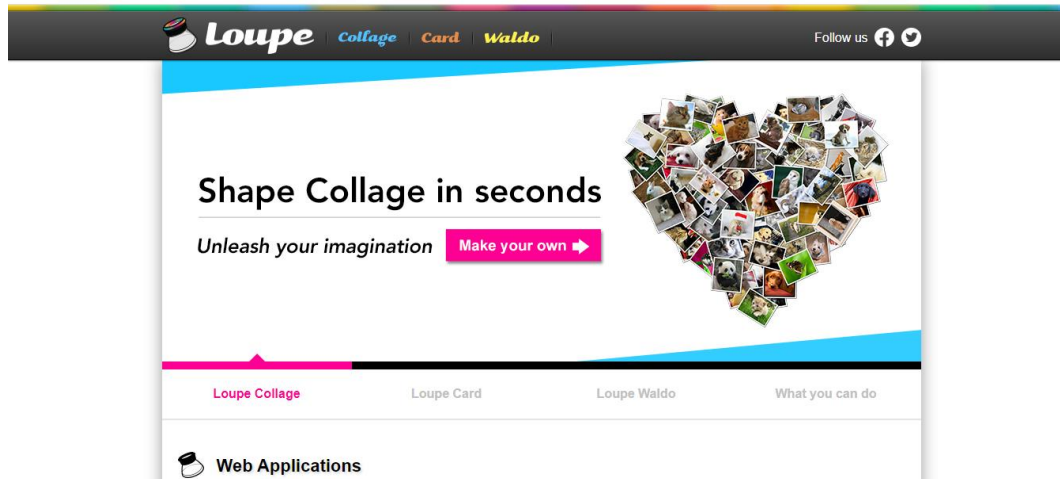 Loupe Collage Card Waldo Follow us
Shape Collage in seconds
Unleash your imagination Make your own
Loupe Collage Loupe Card Loupe Waldo What you can do
Web Applications